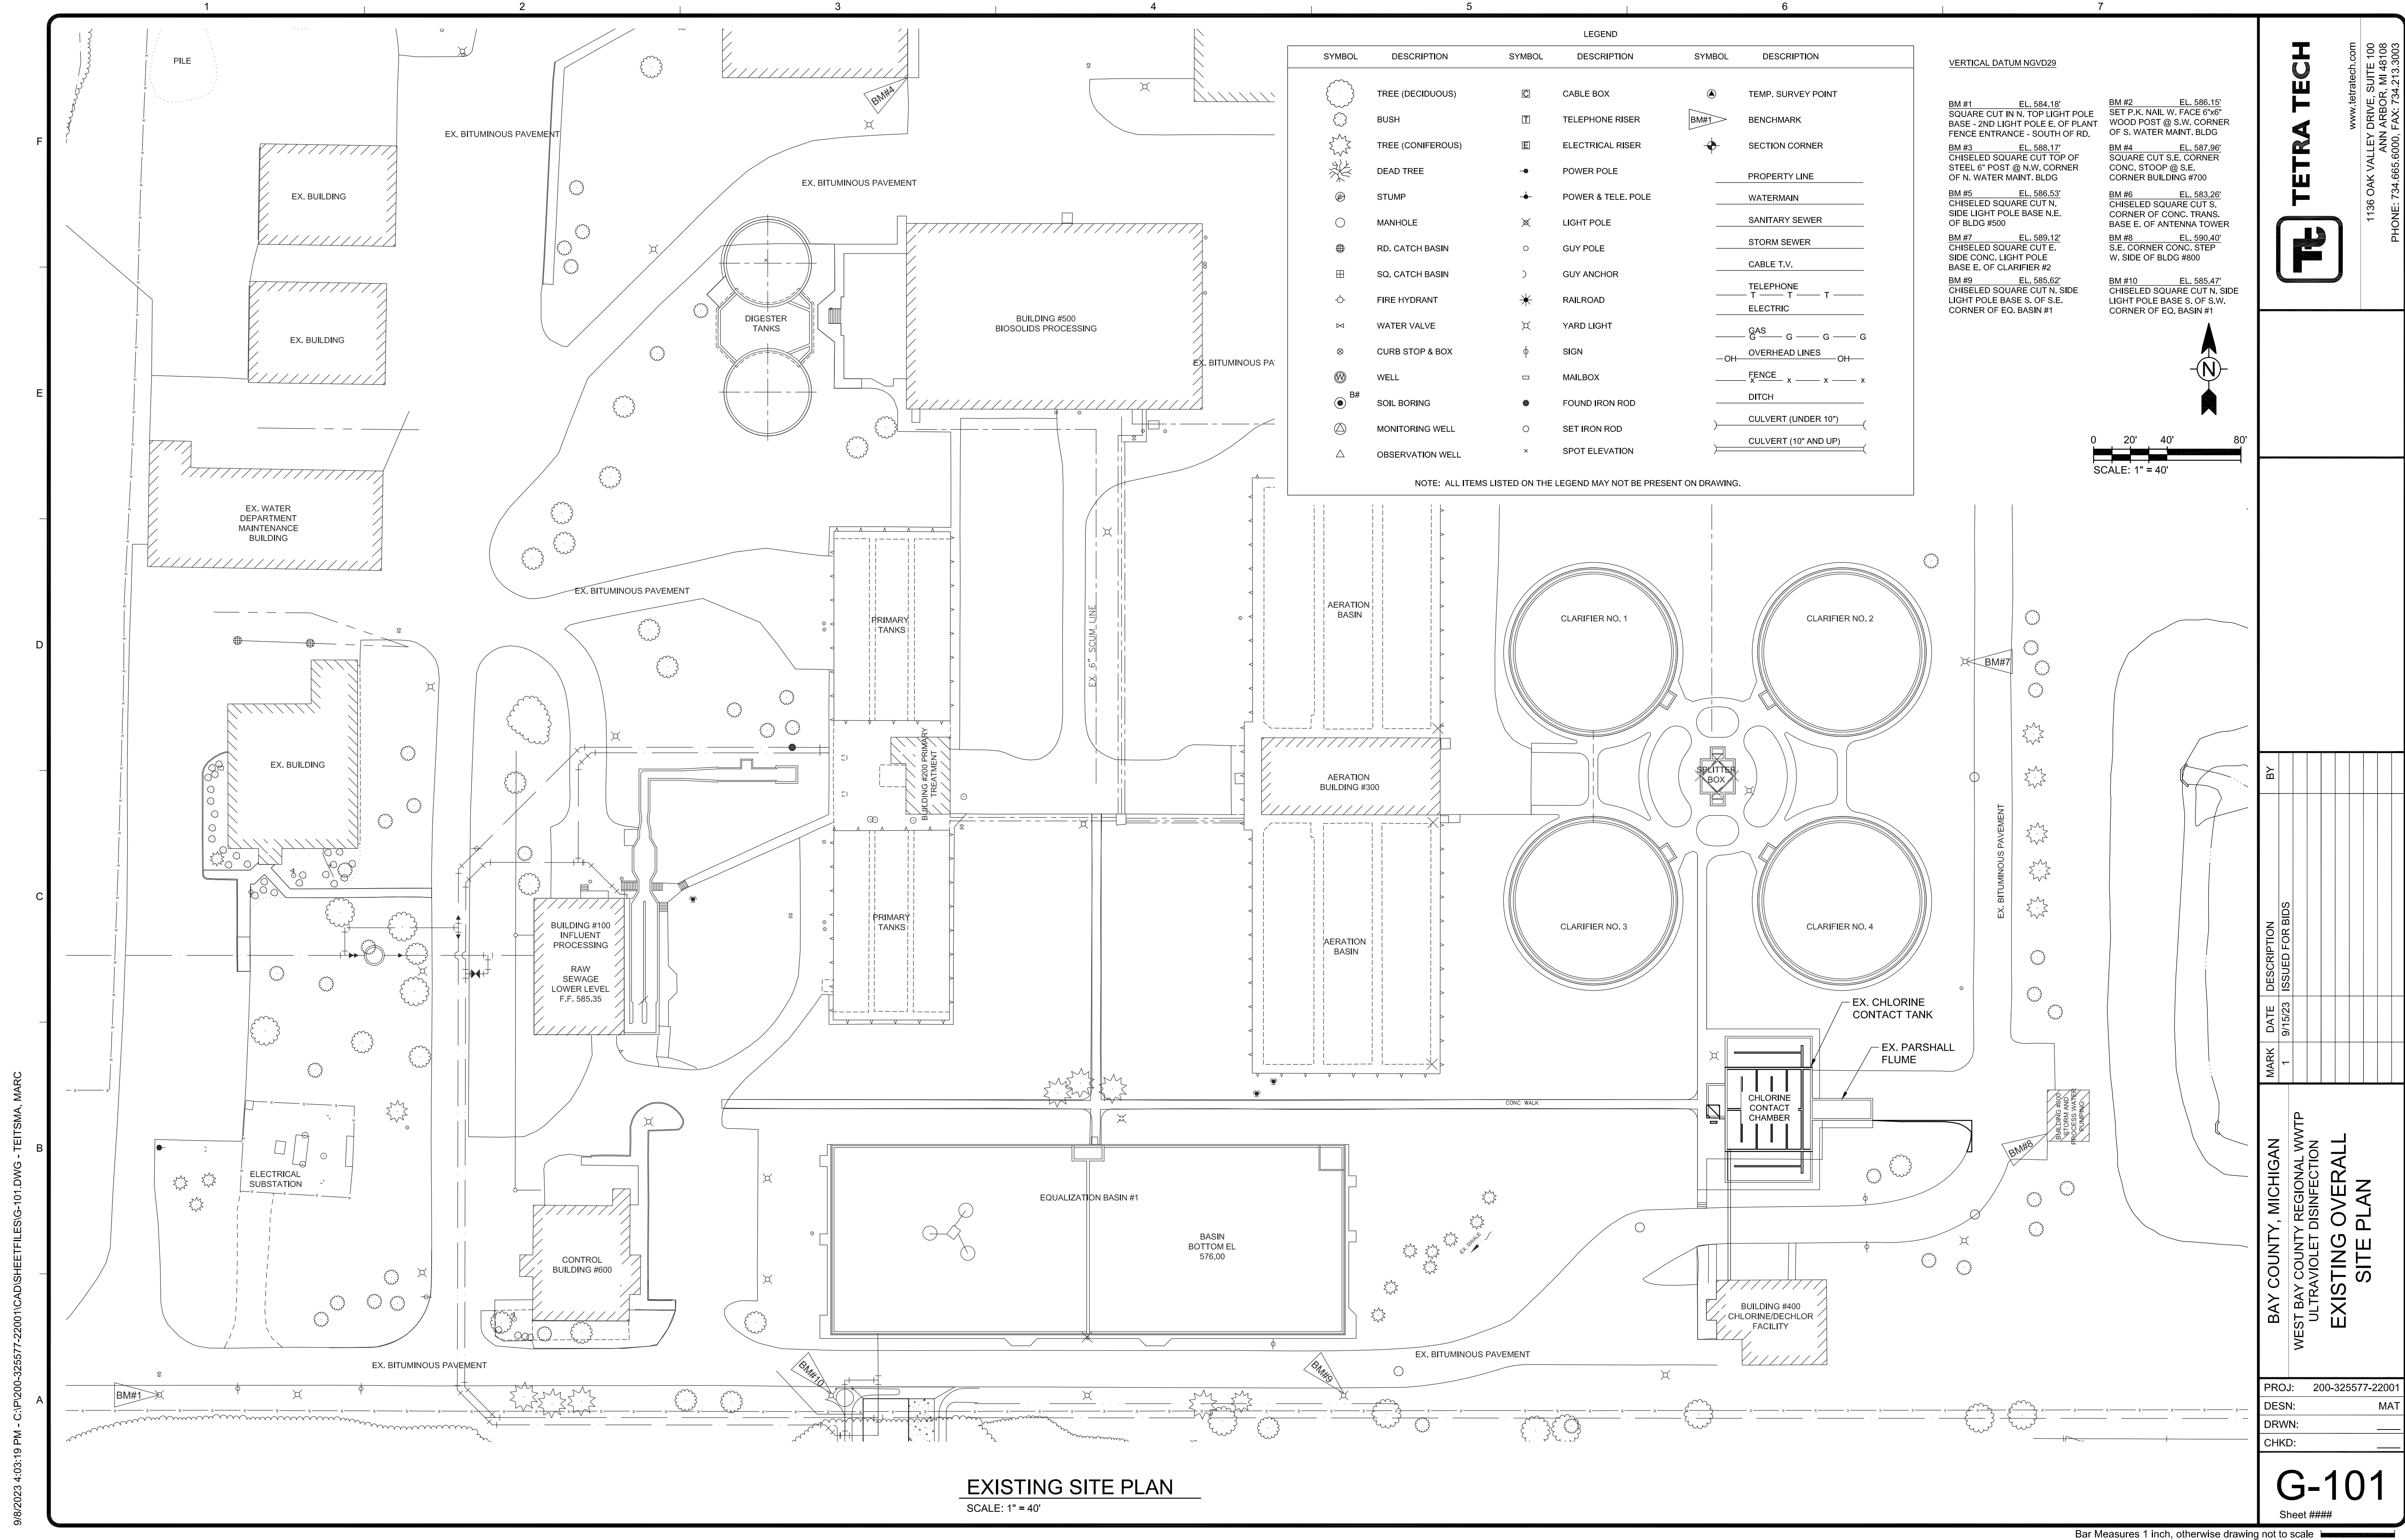 1 2 3 4 5 6 7
F
E
D
C
B
A
PILE
EX. BITUMINOUS PAVEMENT
BM#4
EX. BUILDING
EX. BITUMINOUS PAVEMENT
EX. BUILDING
DIGESTER
TANKS
BUILDING #500
BIOSOLIDS PROCESSING
EX. BITUMINOUS PA
EX. WATER
DEPARTMENT
MAINTENANCE
BUILDING
EX. BITUMINOUS PAVEMENT
PRIMARY
TANKS
EX. 6" SCUM LINE
AERATION
BASIN
CLARIFIER NO. 1
CLARIFIER NO. 2
BM#7
EX. BUILDING
BUILDING #200 PRIMARY
TREATMENT
AERATION
BUILDING #300
SPLITTER
BOX
EX. BITUMINOUS PAVEMENT
BUILDING #100
INFLUENT
PROCESSING
RAW
SEWAGE
LOWER LEVEL
F.F. 585.35
PRIMARY
TANKS
AERATION
BASIN
CLARIFIER NO. 3
CLARIFIER NO. 4
EX. CHLORINE
CONTACT TANK
EX. PARSHALL
FLUME
CHLORINE
CONTACT
CHAMBER
CONC WALK
BUILDING #800
STORM AND
PROCESS WATER
PUMPING
BM#8
ELECTRICAL
SUBSTATION
CONTROL
BUILDING #600
EQUALIZATION BASIN #1
BASIN
BOTTOM EL
576.00
EX. SWALE
BUILDING #400
CHLORINE/DECHLOR
FACILITY
EX. BITUMINOUS PAVEMENT
EX. BITUMINOUS PAVEMENT
BM#1
BM#10
BM#9
EXISTING SITE PLAN
SCALE: 1" = 40'
LEGEND
SYMBOL DESCRIPTION SYMBOL DESCRIPTION SYMBOL DESCRIPTION
TREE (DECIDUOUS) C CABLE BOX TEMP. SURVEY POINT
BUSH T TELEPHONE RISER BM#1 BENCHMARK
TREE (CONIFEROUS) E ELECTRICAL RISER SECTION CORNER
DEAD TREE POWER POLE PROPERTY LINE
STUMP POWER & TELE. POLE WATERMAIN
MANHOLE LIGHT POLE SANITARY SEWER
RD. CATCH BASIN GUY POLE STORM SEWER
SQ. CATCH BASIN GUY ANCHOR CABLE T.V.
FIRE HYDRANT RAILROAD TELEPHONE
T T T
WATER VALVE YARD LIGHT ELECTRIC
CURB STOP & BOX SIGN GAS
G G G G
W WELL MAILBOX OH OVERHEAD LINES OH
B# SOIL BORING FOUND IRON ROD FENCE
x x x x
MONITORING WELL SET IRON ROD DITCH
OBSERVATION WELL SPOT ELEVATION CULVERT (UNDER 10")
CULVERT (10" AND UP)
NOTE: ALL ITEMS LISTED ON THE LEGEND MAY NOT BE PRESENT ON DRAWING.
VERTICAL DATUM NGVD29
BM #1 EL. 584.18'
SQUARE CUT IN N. TOP LIGHT POLE
BASE - 2ND LIGHT POLE E. OF PLANT
FENCE ENTRANCE - SOUTH OF RD.
BM #2 EL. 586.15'
SET P.K. NAIL W. FACE 6"x6"
WOOD POST @ S.W. CORNER
OF S. WATER MAINT. BLDG
BM #3 EL. 588.17'
CHISELED SQUARE CUT TOP OF
STEEL 6" POST @ N.W. CORNER
OF N. WATER MAINT. BLDG
BM #4 EL. 587.96'
SQUARE CUT S.E. CORNER
CONC. STOOP @ S.E.
CORNER BUILDING #700
BM #5 EL. 586.53'
CHISELED SQUARE CUT N.
SIDE LIGHT POLE BASE N.E.
OF BLDG #500
BM #6 EL. 583.26'
CHISELED SQUARE CUT S.
CORNER OF CONC. TRANS.
BASE E. OF ANTENNA TOWER
BM #7 EL. 589.12'
CHISELED SQUARE CUT E.
SIDE CONC. LIGHT POLE
BASE E. OF CLARIFIER #2
BM #8 EL. 590.40'
S.E. CORNER CONC. STEP
W. SIDE OF BLDG #800
BM #9 EL. 585.62'
CHISELED SQUARE CUT N. SIDE
LIGHT POLE BASE S. OF S.E.
CORNER OF EQ. BASIN #1
BM #10 EL. 585.47'
CHISELED SQUARE CUT N. SIDE
LIGHT POLE BASE S. OF S.W.
CORNER OF EQ. BASIN #1
N
0 20' 40' 80'
SCALE: 1" = 40'
Tt
TETRA TECH
www.tetratech.com
1136 OAK VALLEY DRIVE, SUITE 100
ANN ARBOR, MI 48108
PHONE: 734.665.6000, FAX: 734.213.3003
MARK DATE DESCRIPTION BY
1 9/15/23 ISSUED FOR BIDS
BAY COUNTY, MICHIGAN
WEST BAY COUNTY REGIONAL WWTP
ULTRAVIOLET DISINFECTION
EXISTING OVERALL
SITE PLAN
PROJ: 200-325577-22001
DESN: MAT
DRWN:
CHKD:
G-101
Sheet ####
Bar Measures 1 inch, otherwise drawing not to scale
9/8/2023 4:03:19 PM - C:\P\200-325577-22001\CAD\SHEETFILES\G-101.DWG - TEITSMA, MARC